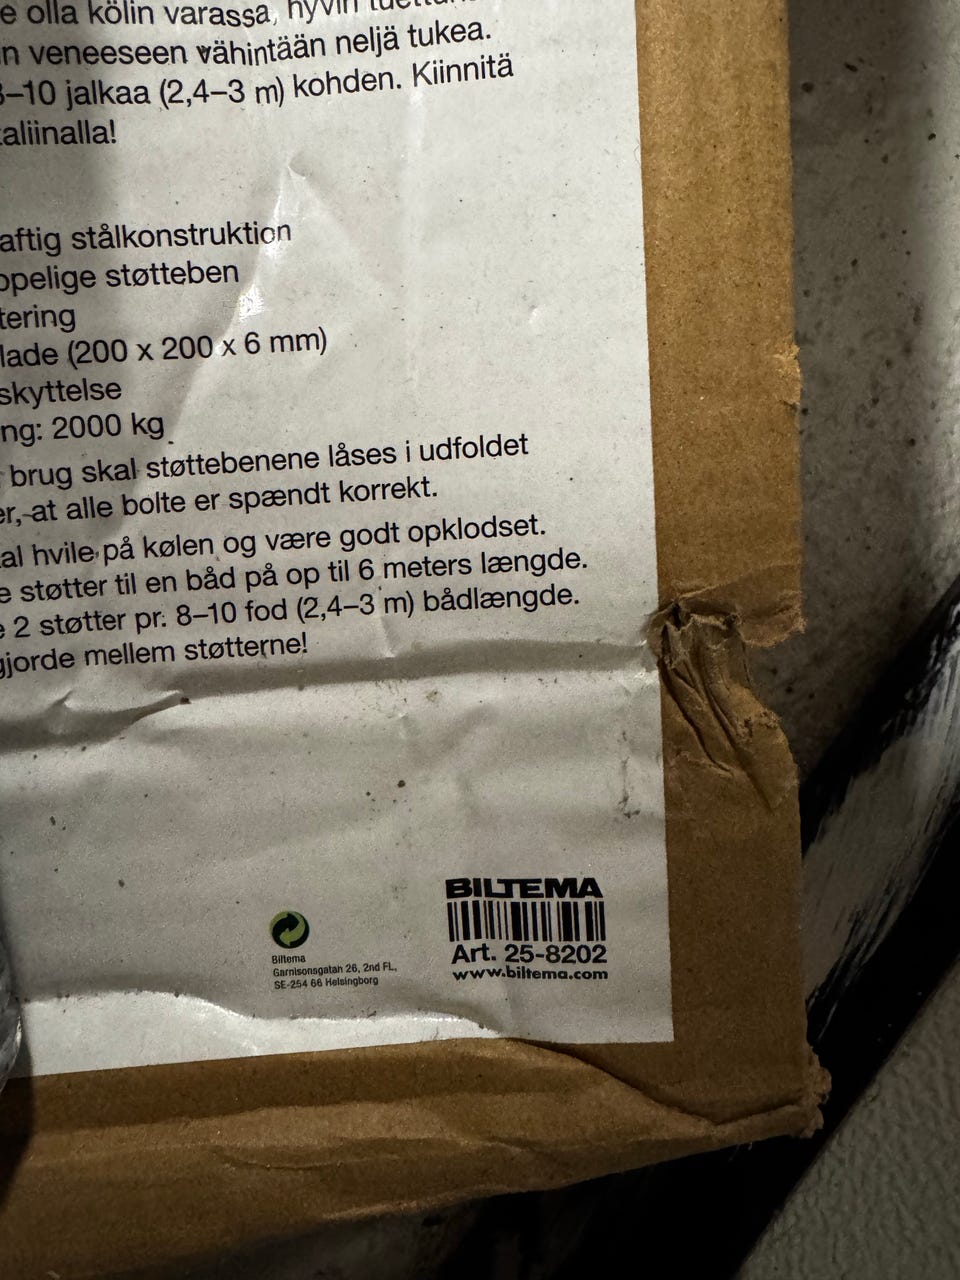 e olla kölin varassa, hyvin
n veneeseen vähintään neljä tukea.
8–10 jalkaa (2,4–3 m) kohden. Kiinnitä
aliinalla!
aftig stålkonstruktion
ppelige støtteben
tering
lade (200 x 200 x 6 mm)
skyttelse
ng: 2000 kg
brug skal støttebenene låses i udfoldet
er, at alle bolte er spændt korrekt.
al hvile på kølen og være godt opklodset.
e støtter til en båd på op til 6 meters længde.
e 2 støtter pr. 8–10 fod (2,4–3 m) bådlængde.
gjorde mellem støtterne!
BILTEMA
Art. 25-8202
www.biltema.com
Biltema
Garnisonsgatan 26, 2nd FL,
SE-254 66 Helsingborg